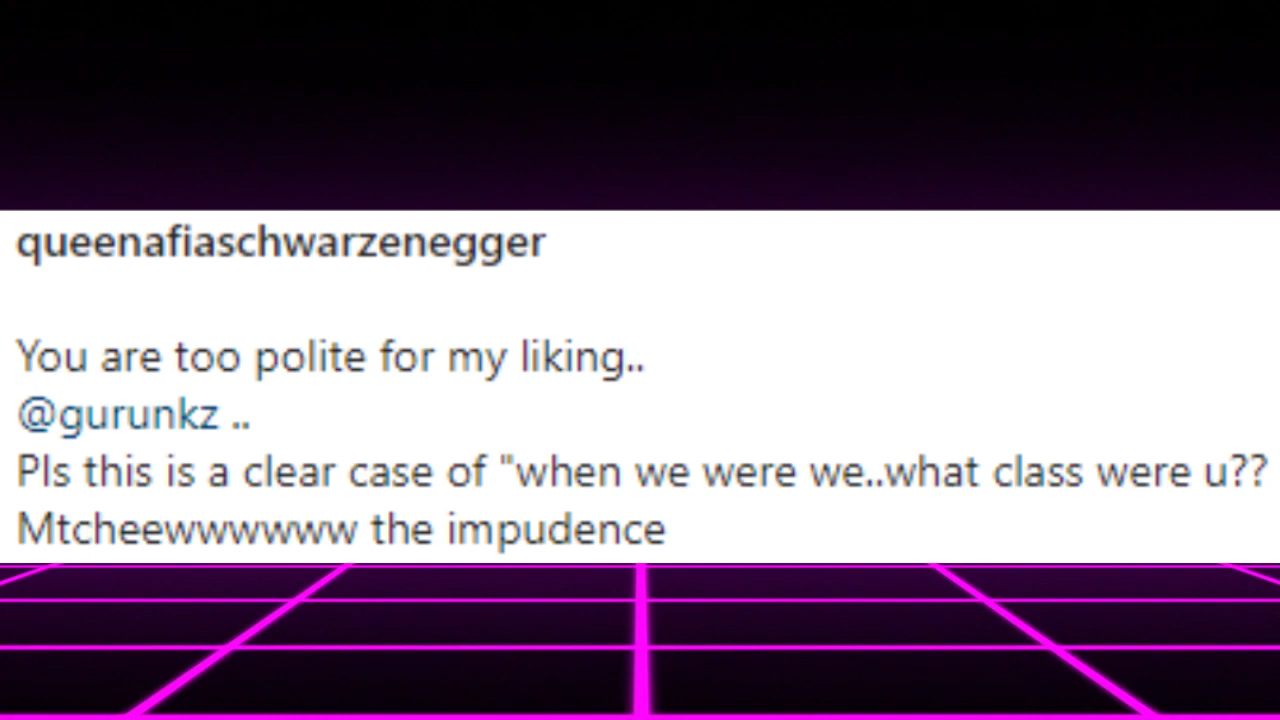 queenafiaschwarzenegger
You are too polite for my liking..
@gurunkz ..
Pls this is a clear case of "when we were we..what class were u??
Mtcheewwwwww the impudence